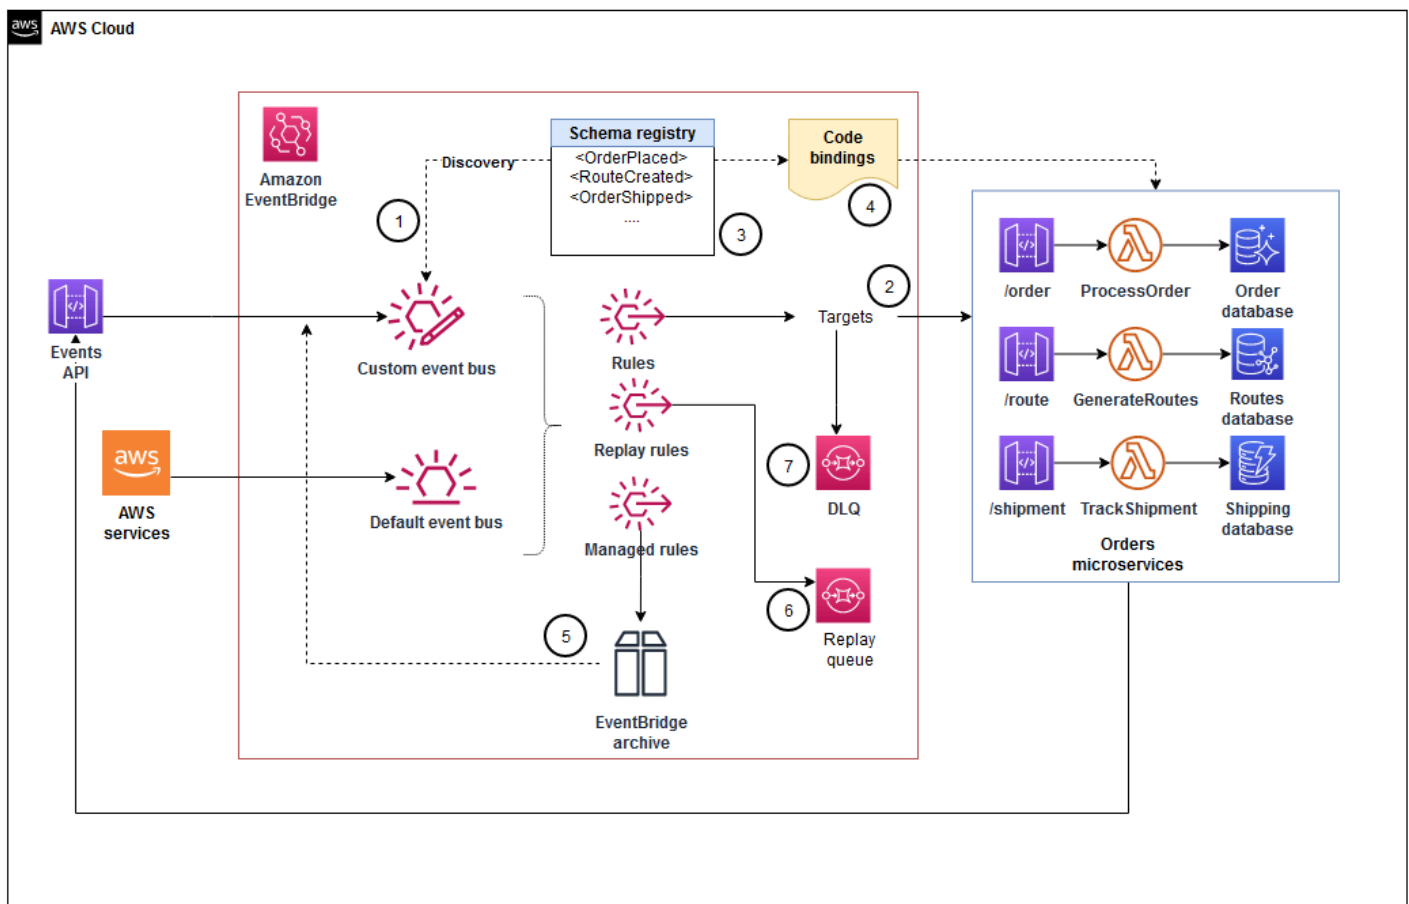 aws
AWS Cloud
Amazon
EventBridge
Schema registry
<OrderPlaced>
<RouteCreated>
<OrderShipped>
....
Code
bindings
Discovery
1
3
4
2
Events
API
Custom event bus
Rules
Targets
Replay rules
aws
AWS
services
Default event bus
Managed rules
7
DLQ
5
6
Replay
queue
EventBridge
archive
/order
ProcessOrder
Order
database
/route
GenerateRoutes
Routes
database
/shipment
TrackShipment
Shipping
database
Orders
microservices